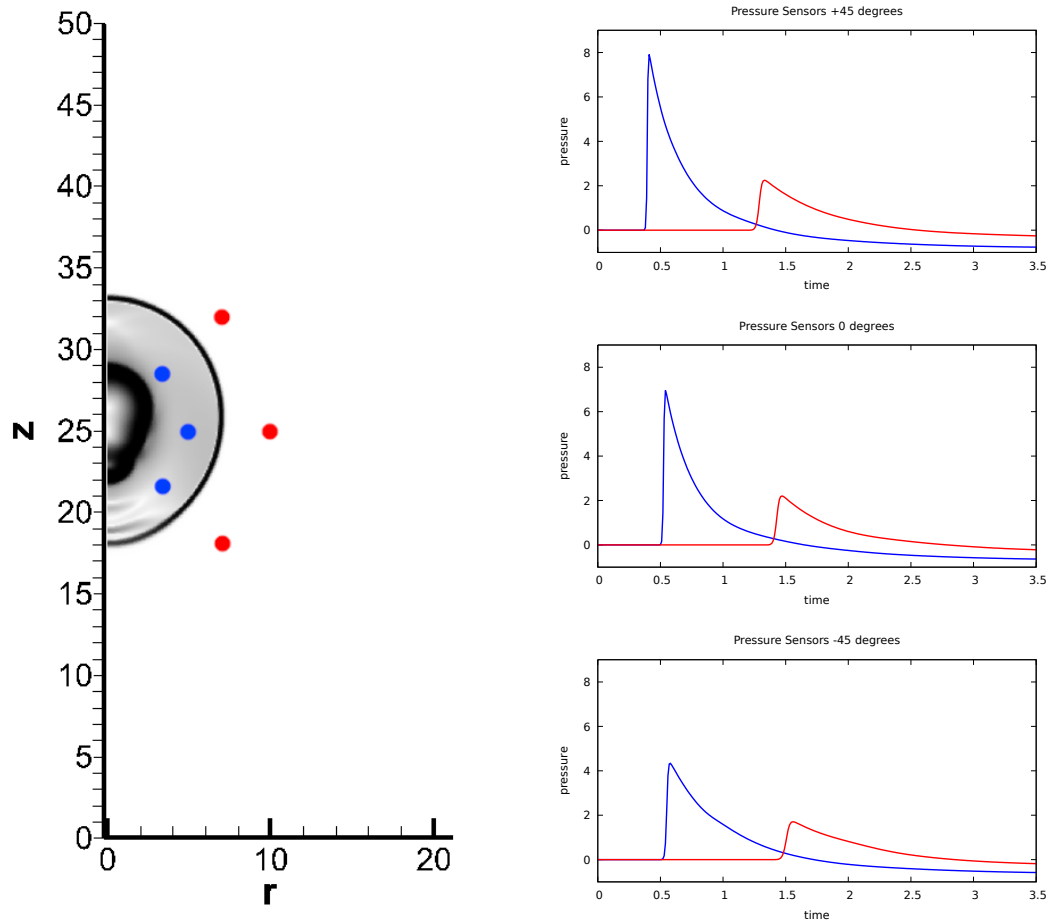 50
45
40
35
30
25
20
15
10
5
0
z
0 10 20
r
Pressure Sensors +45 degrees
8
6
4
2
0
pressure
0 0.5 1 1.5 2 2.5 3 3.5
time
Pressure Sensors 0 degrees
8
6
4
2
0
pressure
0 0.5 1 1.5 2 2.5 3 3.5
time
Pressure Sensors -45 degrees
8
6
4
2
0
pressure
0 0.5 1 1.5 2 2.5 3 3.5
time